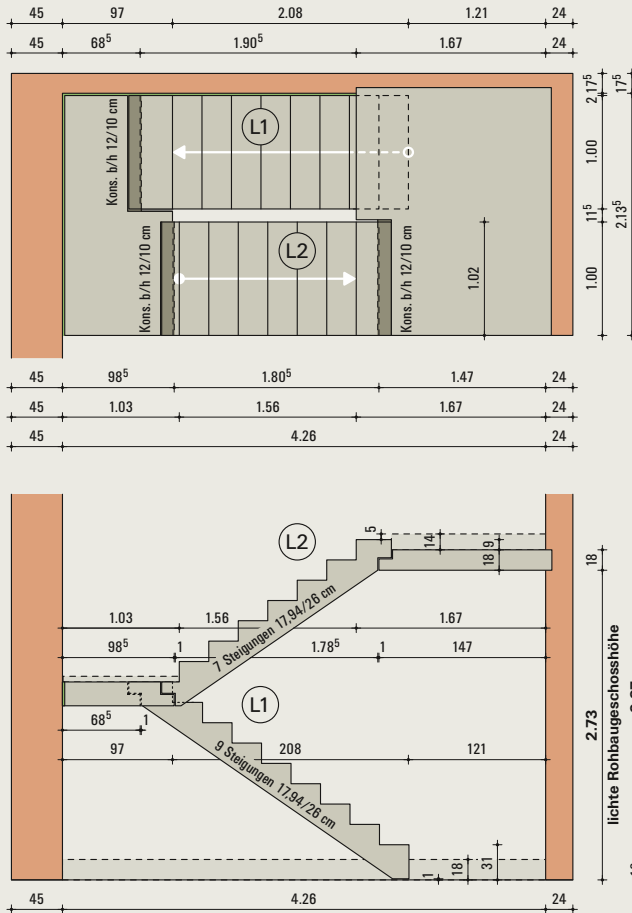 45 97 2.08 1.21 24
45 68⁵ 1.90⁵ 1.67 24
L1
L2
Kons. b/h 12/10 cm
Kons. b/h 12/10 cm
Kons. b/h 12/10 cm
1.02
2 17⁵ 17⁵
1.00
11⁵ 2.13⁵
1.00
45 98⁵ 1.80⁵ 1.47 24
45 1.03 1.56 1.67 24
45 4.26 24
L2
5
14
18 9
18
7 Steigungen 17,94/26 cm
1.03 1.56 1.67
98⁵ 1 1.78⁵ 1 147
L1
68⁵ 1
97 208 121
9 Steigungen 17,94/26 cm
2.73
lichte Rohbaugeschosshöhe
1 18 31
45 4.26 24